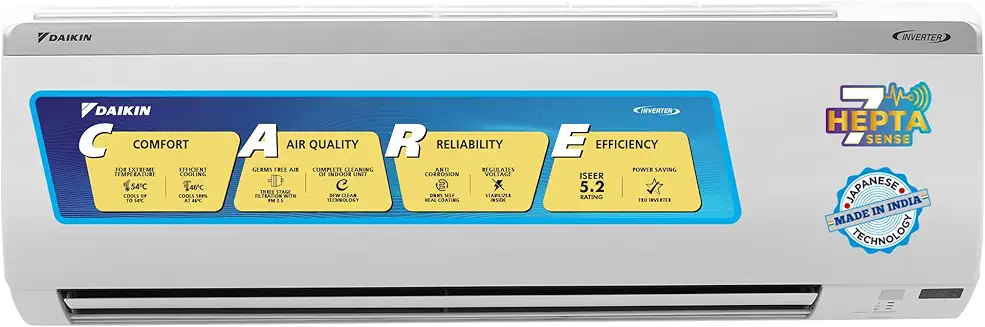 DAIKIN
INVERTER
DAIKIN
INVERTER
C
COMFORT
FOR EXTREME
TEMPERATURE
54°C
COOLS UP
TO 54°C
EFFICIENT
COOLING
46°C
COOLS 100%
AT 46°C
A
AIR QUALITY
GERMS FREE AIR
THREE STAGE
FILTRATION WITH
PM 2.5
COMPLETE CLEANING
OF INDOOR UNIT
DEW CLEAN
TECHNOLOGY
R
RELIABILITY
ANTI
CORROSION
DNNS SELF
HEAL COATING
REGULATES
VOLTAGE
STABILIZER
INSIDE
E
EFFICIENCY
ISEER
5.2
RATING
POWER SAVING
TRU INVERTER
7
HEPTA
SENSE
JAPANESE
MADE IN INDIA
TECHNOLOGY